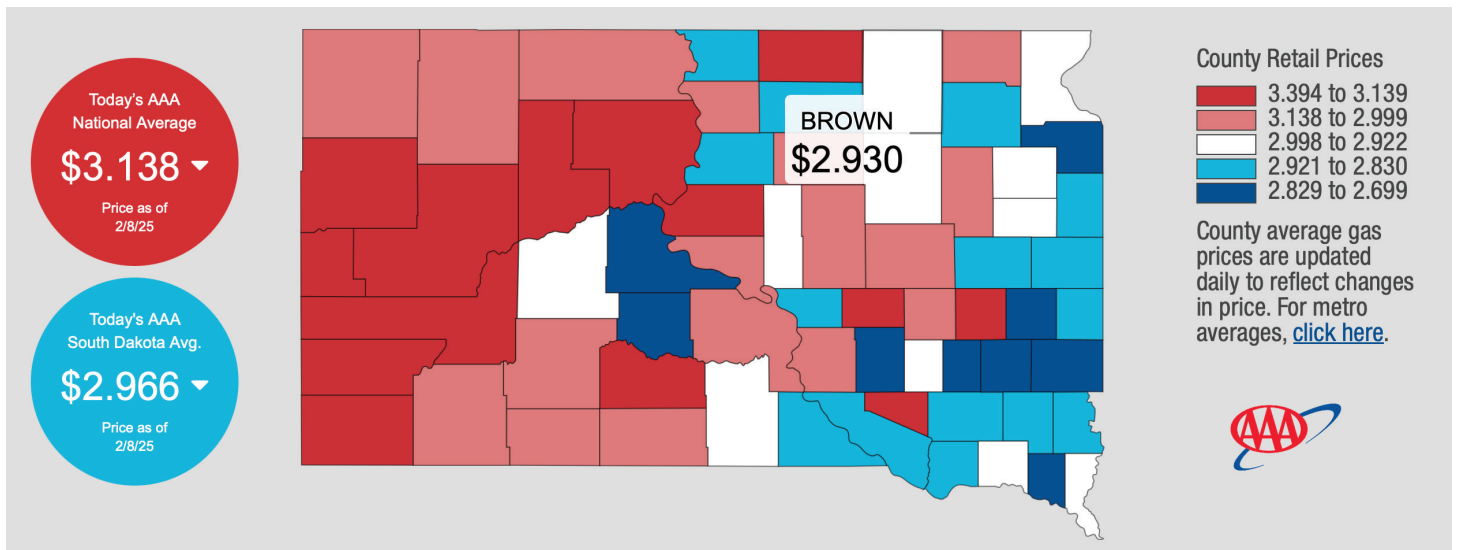 Today's AAA
National Average
$3.138
Price as of
2/8/25
Today's AAA
South Dakota Avg.
$2.966
Price as of
2/8/25
BROWN
$2.930
County Retail Prices
3.394 to 3.139
3.138 to 2.999
2.998 to 2.922
2.921 to 2.830
2.829 to 2.699
County average gas
prices are updated
daily to reflect changes
in price. For metro
averages, click here.
AAA